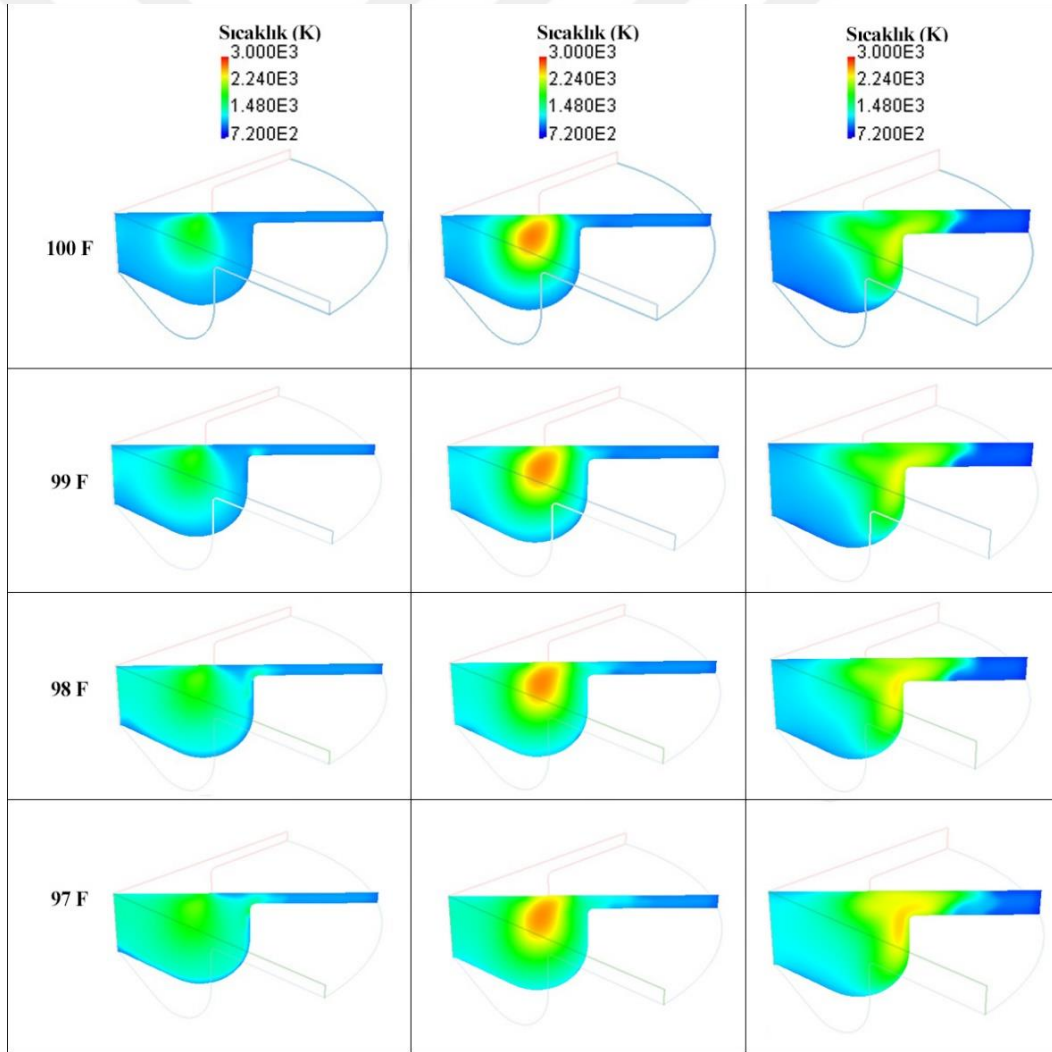 Sıcaklık (K)
3.000E3
2.240E3
1.480E3
7.200E2
Sıcaklık (K)
3.000E3
2.240E3
1.480E3
7.200E2
Sıcaklık (K)
3.000E3
2.240E3
1.480E3
7.200E2
100 F
99 F
98 F
97 F